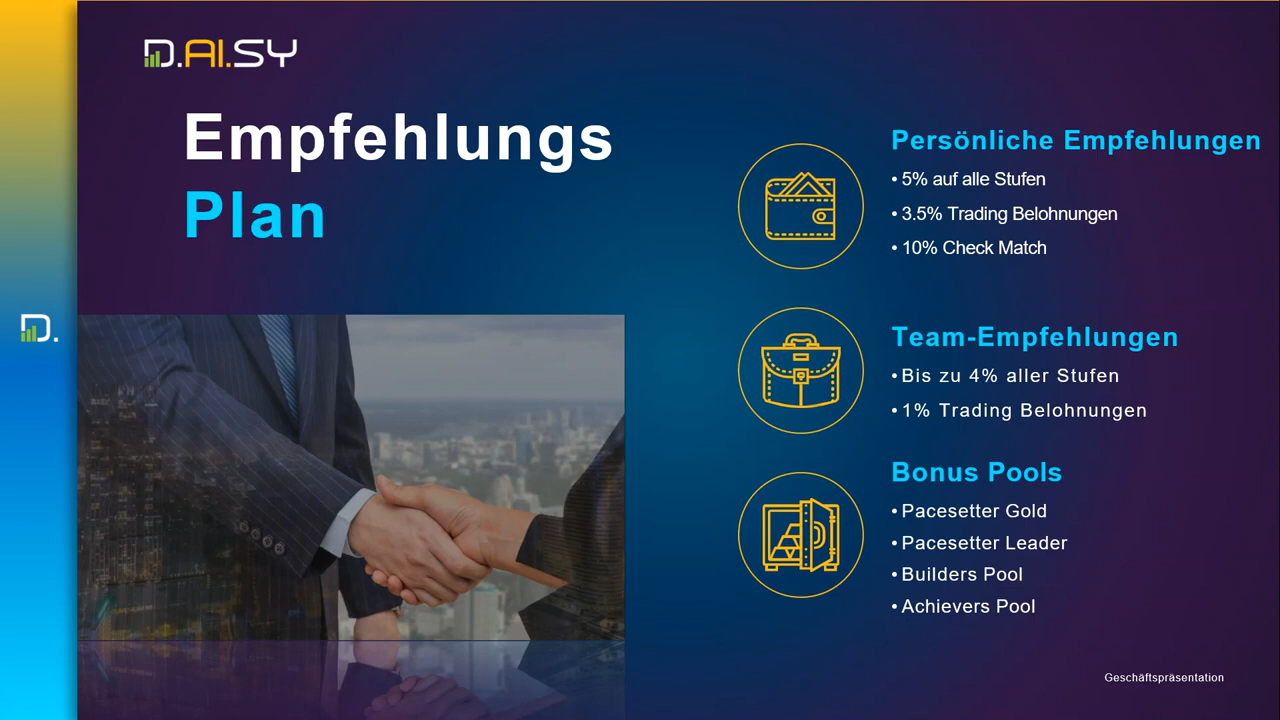 D.AI.SY
Empfehlungs
Plan
D.
Persönliche Empfehlungen
• 5% auf alle Stufen
• 3.5% Trading Belohnungen
• 10% Check Match
Team-Empfehlungen
• Bis zu 4% aller Stufen
• 1% Trading Belohnungen
Bonus Pools
• Pacesetter Gold
• Pacesetter Leader
• Builders Pool
• Achievers Pool
Geschäftspräsentation